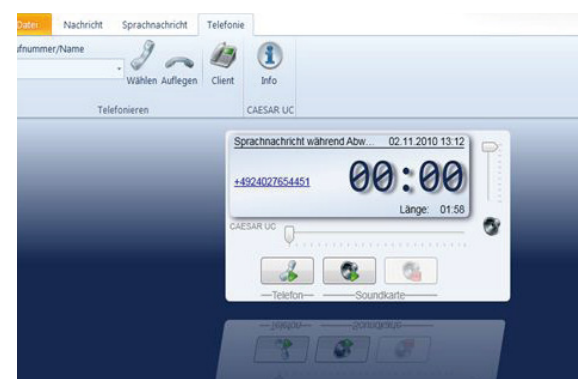 Datei Nachricht Sprachnachricht Telefonie
ufnummer/Name
Wählen Auflegen Client Info
Telefonieren CAESAR UC
Sprachnachricht während Abw... 02.11.2010 13:12
+4924027654451 00:00
Länge: 01:58
CAESAR UC
Telefon Soundkarte